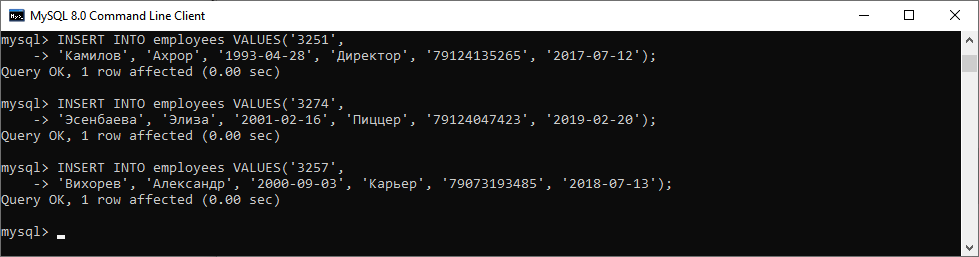 MySQL 8.0 Command Line Client
mysql> INSERT INTO employees VALUES('3251',
    -> 'Камилов', 'Ахрор', '1993-04-28', 'Директор', '79124135265', '2017-07-12');
Query OK, 1 row affected (0.00 sec)
mysql> INSERT INTO employees VALUES('3274',
    -> 'Эсенбаева', 'Элиза', '2001-02-16', 'Пиццер', '79124047423', '2019-02-20');
Query OK, 1 row affected (0.00 sec)
mysql> INSERT INTO employees VALUES('3257',
    -> 'Вихорев', 'Александр', '2000-09-03', 'Карьер', '79073193485', '2018-07-13');
Query OK, 1 row affected (0.00 sec)
mysql>